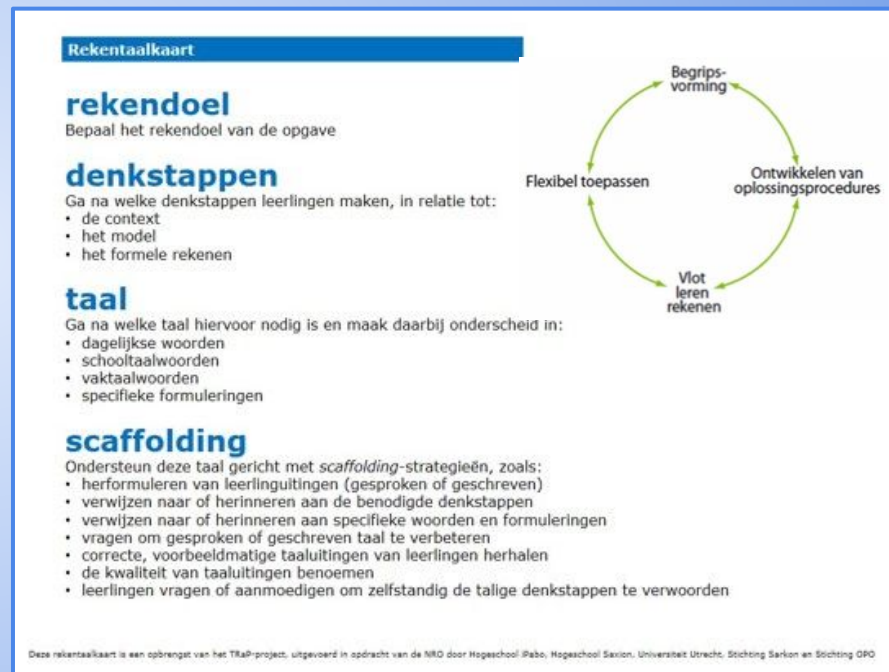 Rekentaalkaart
rekendoel
Bepaal het rekendoel van de opgave
denkstappen
Ga na welke denkstappen leerlingen maken, in relatie tot:
• de context
• het model
• het formele rekenen
taal
Ga na welke taal hiervoor nodig is en maak daarbij onderscheid in:
• dagelijkse woorden
• schooltaalwoorden
• vaktaalwoorden
• specifieke formuleringen
scaffolding
Ondersteun deze taal gericht met scaffolding-strategieën, zoals:
• herformuleren van leerlinguitingen (gesproken of geschreven)
• verwijzen naar of herinneren aan de benodigde denkstappen
• verwijzen naar of herinneren aan specifieke woorden en formuleringen
• vragen om gesproken of geschreven taal te verbeteren
• correcte, voorbeeldmatige taaluitingen van leerlingen herhalen
• de kwaliteit van taaluitingen benoemen
• leerlingen vragen of aanmoedigen om zelfstandig de talige denkstappen te verwoorden
Begrips-
vorming
Flexibel toepassen
Ontwikkelen van
oplossingsprocedures
Vlot
leren
rekenen
Deze rekentaalkaart is een opbrengst van het TRaP-project, uitgevoerd in opdracht van de NRO door Hogeschool iPabo, Hogeschool Saxion, Universiteit Utrecht, Stichting Sarkon en Stichting OPO